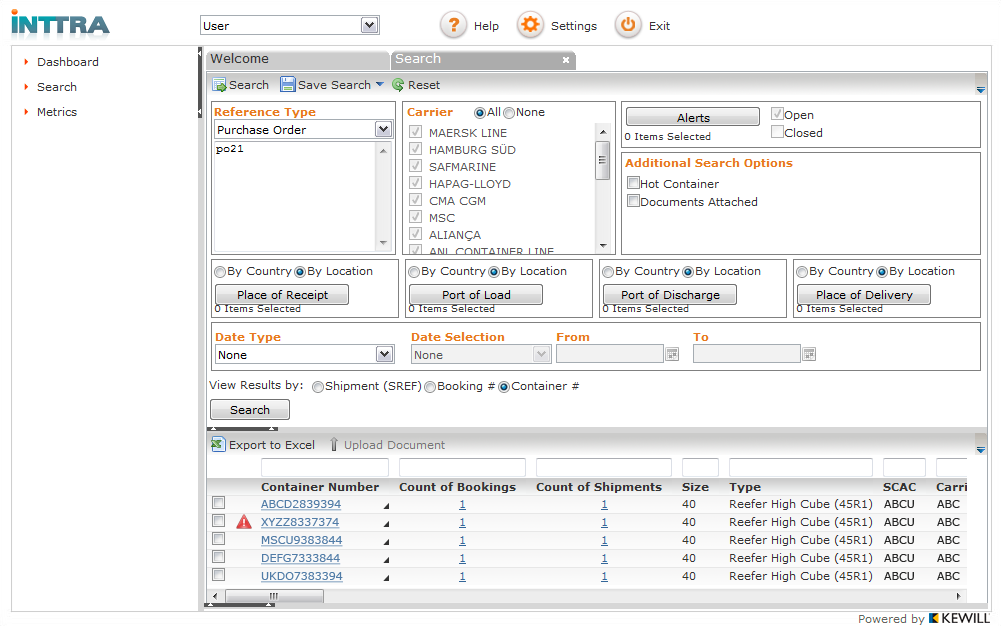 INTTRA
User
Help
Settings
Exit
Dashboard
Search
Metrics
Welcome
Search
Search
Save Search
Reset
Reference Type
Purchase Order
po21
Carrier
All
None
MAERSK LINE
HAMBURG SÜD
SAFMARINE
HAPAG-LLOYD
CMA CGM
MSC
ALIANÇA
ANL CONTAINER LINE
Alerts
0 Items Selected
Open
Closed
Additional Search Options
Hot Container
Documents Attached
By Country By Location
Place of Receipt
0 Items Selected
By Country By Location
Port of Load
0 Items Selected
By Country By Location
Port of Discharge
0 Items Selected
By Country By Location
Place of Delivery
0 Items Selected
Date Type
None
Date Selection
None
From
To
View Results by: Shipment (SREF) Booking # Container #
Search
Export to Excel Upload Document
Container Number Count of Bookings Count of Shipments Size Type SCAC Carri
ABCD2839394 1 1 40 Reefer High Cube (45R1) ABCU ABC
XYZZ8337374 1 1 40 Reefer High Cube (45R1) ABCU ABC
MSCU9383844 1 1 40 Reefer High Cube (45R1) ABCU ABC
DEFG7333844 1 1 40 Reefer High Cube (45R1) ABCU ABC
UKDO7383394 1 1 40 Reefer High Cube (45R1) ABCU ABC
Powered by KEWILL